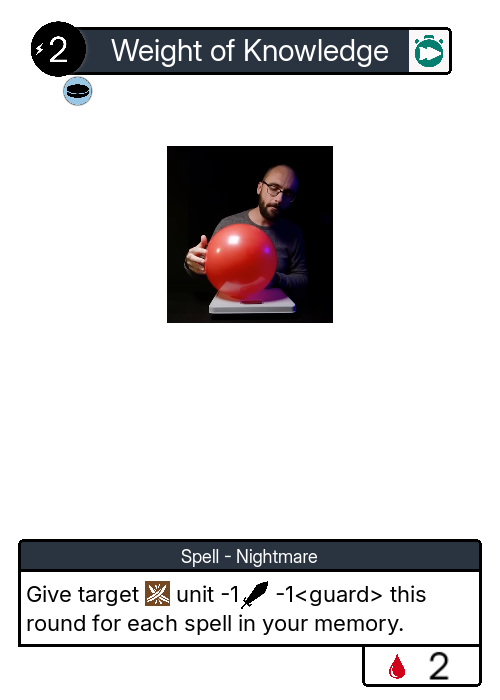 2
Weight of Knowledge
Spell - Nightmare
Give target unit -1 -1<guard> this
round for each spell in your memory.
2